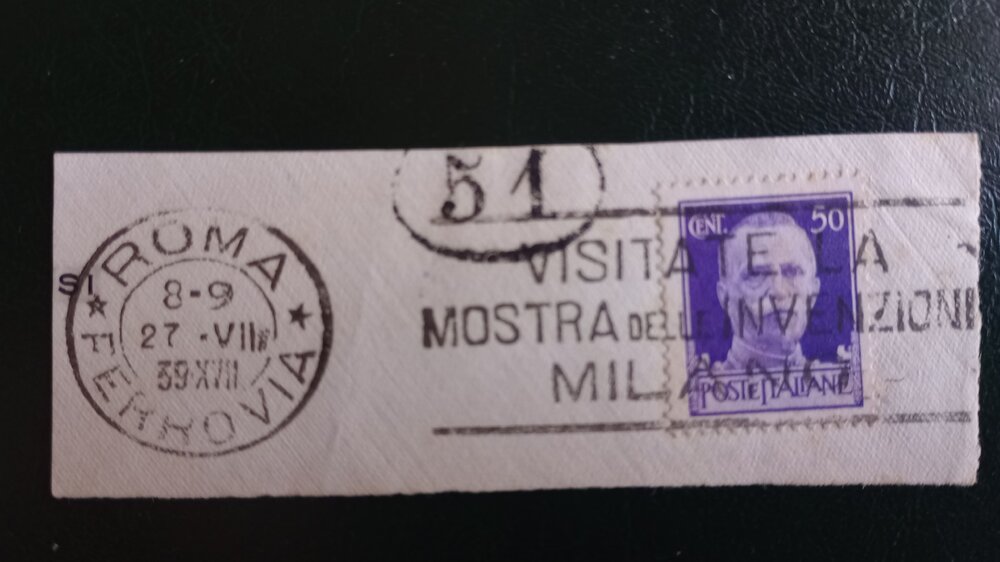 51
SI
ROMA
8-9
27 .VII
39·XVII
FERROVIA
VISITATE LA
MOSTRA DELLE INVENZIONI
MILANO
CENT. 50
POSTE ITALIANE